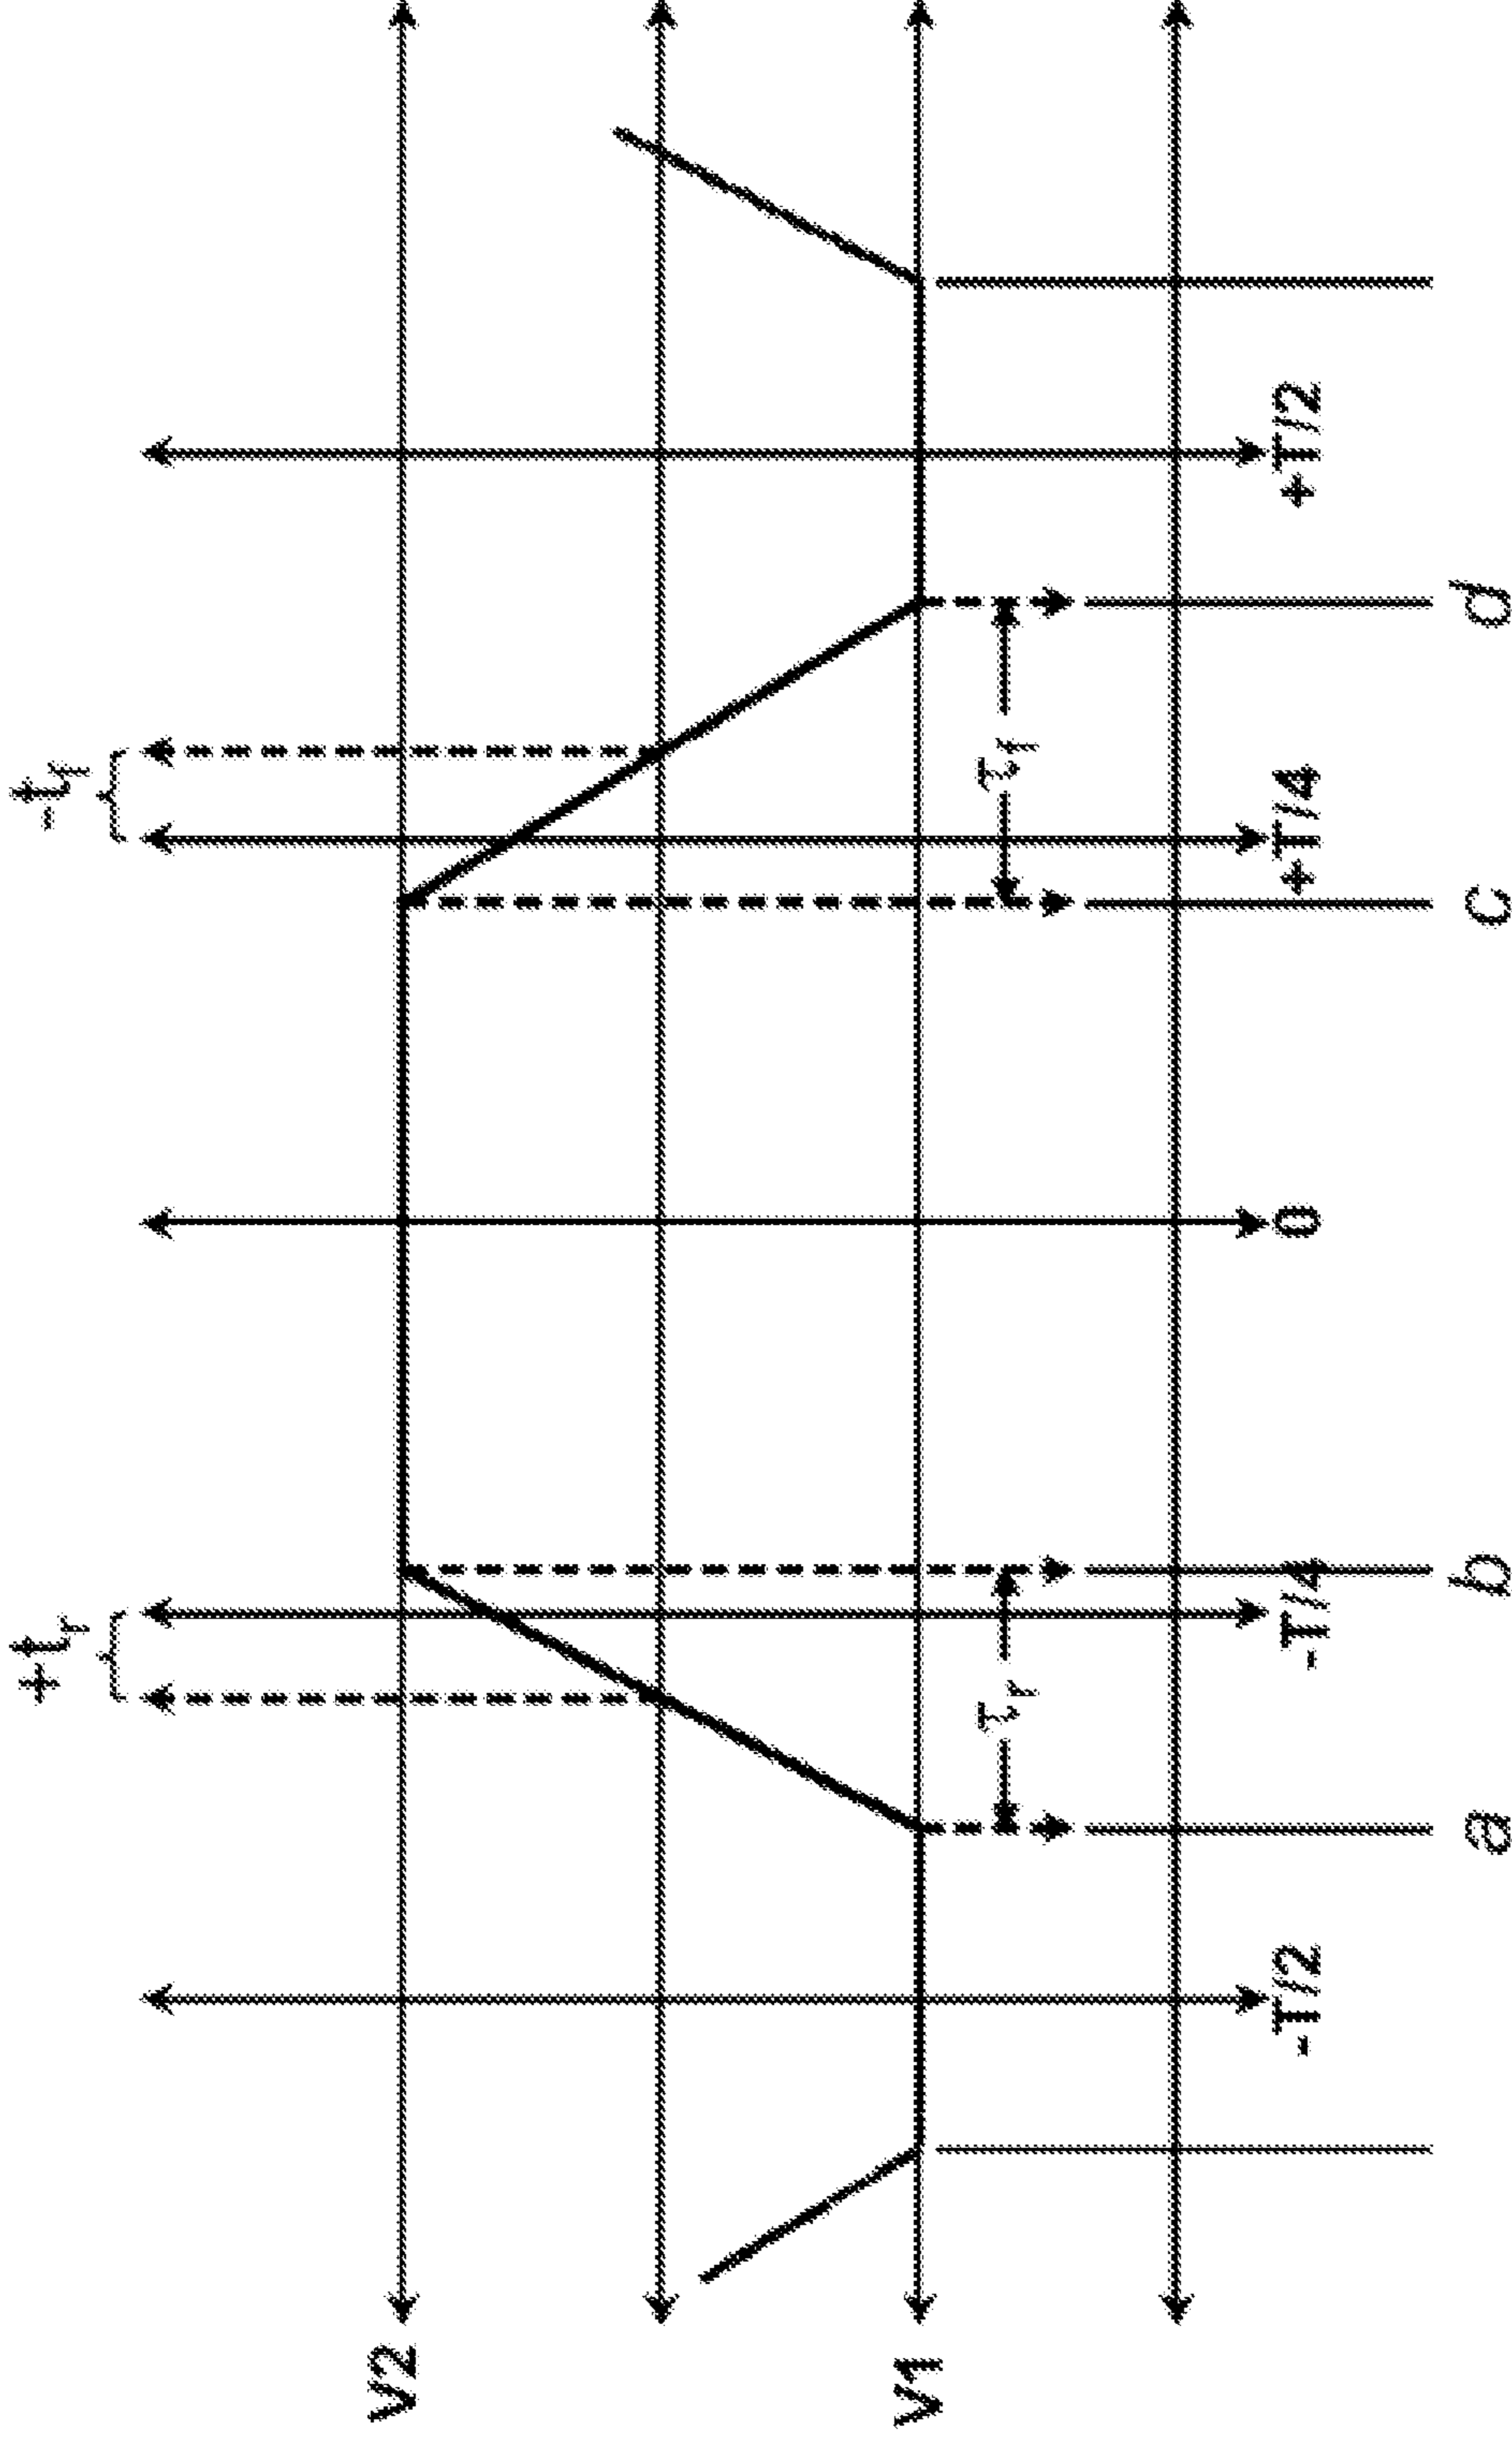 +tr
-tf
V2
V1
τr
τf
-T/2
-T/4
0
+T/4
+T/2
a
b
c
d